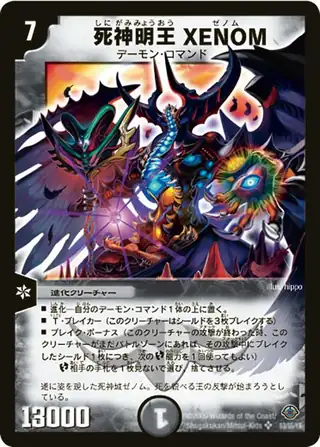 7
しにがみみょうおう ゼノム
死神明王 XENOM
デーモン・コマンド
illus. hippo
進化クリーチャー
■ 進化－自分のデーモン・コマンド1体の上に置く。
■ T・ブレイカー（このクリーチャーはシールドを3枚ブレイクする）
■ ブレイク・ボーナス（このクリーチャーの攻撃が終わった時、このクリーチャーがまだバトルゾーンにあれば、その攻撃中にブレイクしたシールド1枚につき、次の能力を1回使ってもよい）
相手の手札を1枚見ないで選び、捨てさせる。
遂に姿を現した死神城ゼノム。死を統べる王の反撃が始まろうとしている。
13000